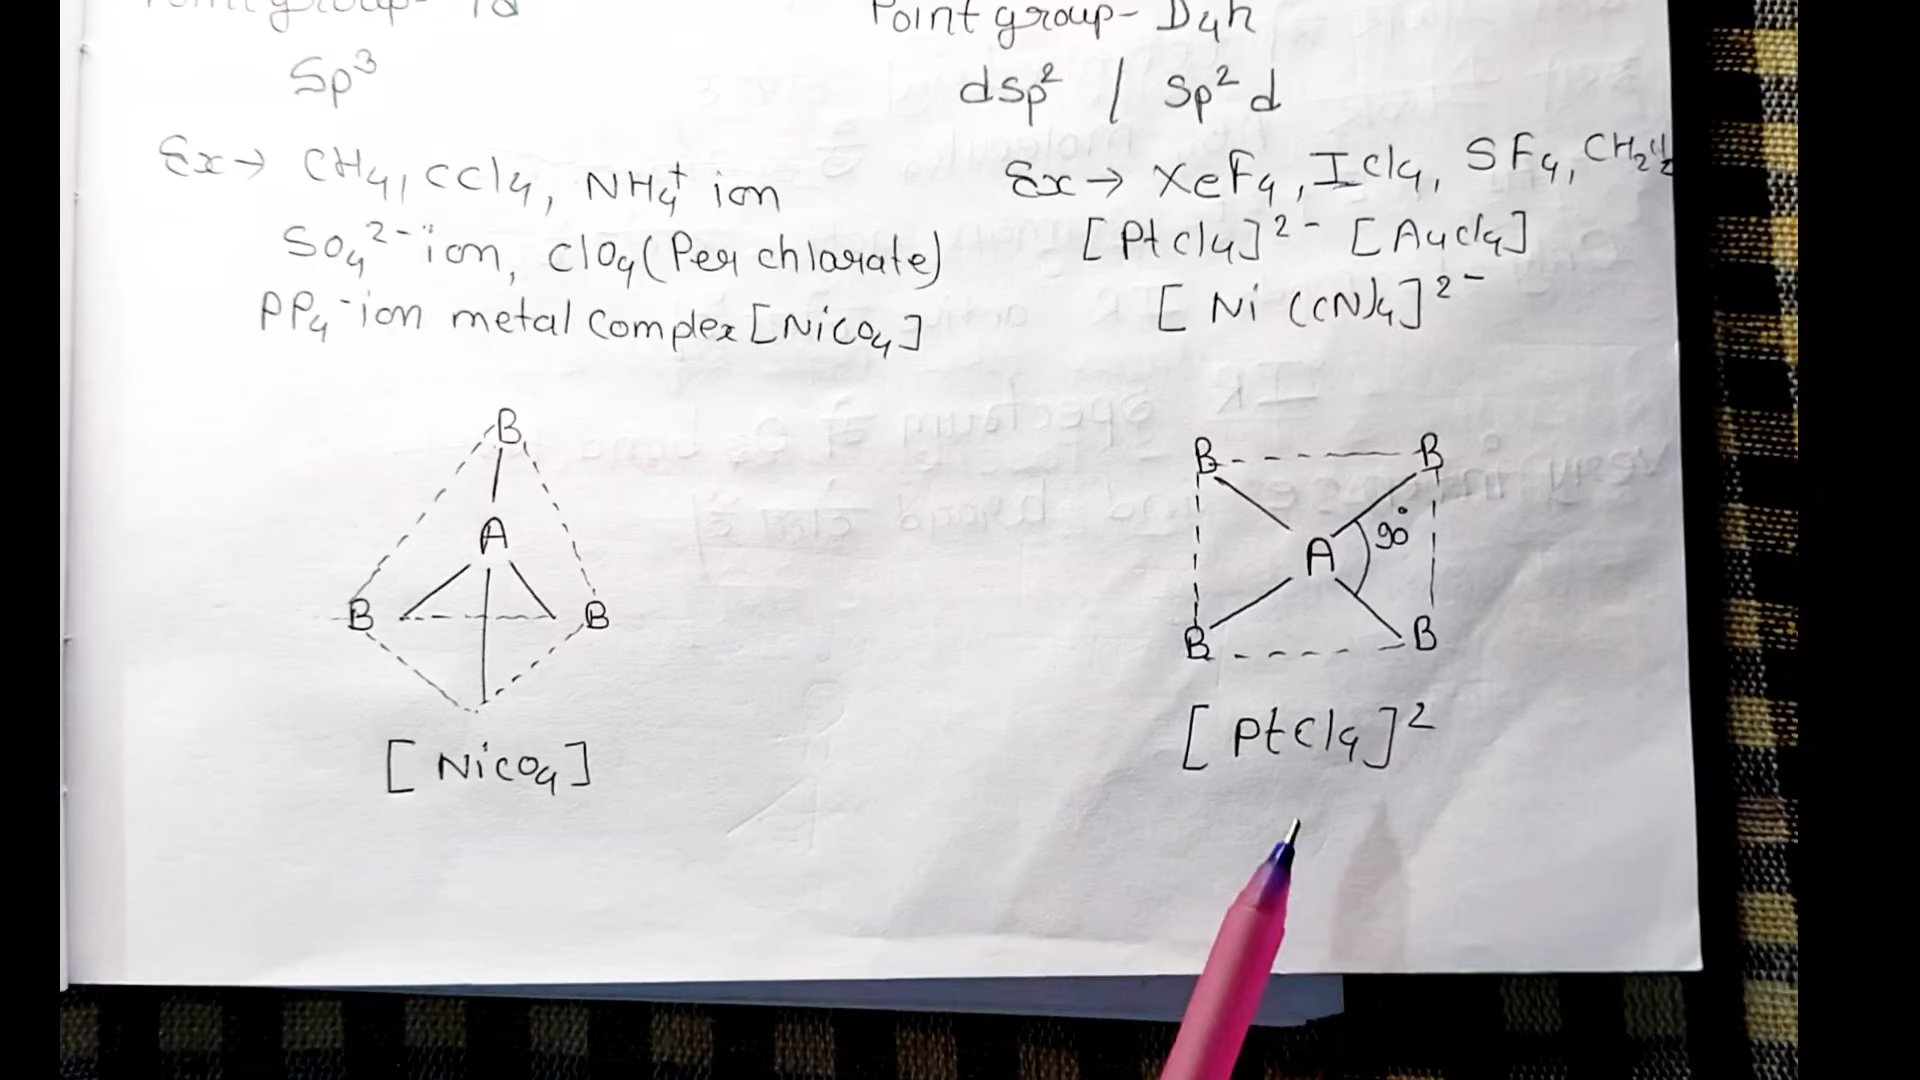 Point group- Td
Sp³
Ex→ CH4, CCl4, NH4⁺ ion
SO4²⁻ ion, ClO4 (Per chlorate)
PP4⁻ ion metal complex [NiCO4]
B
A
B B
[NiCO4]
Point group- D4h
dsp² / Sp²d
Ex→ XeF4, ICl4, SF4,
[PtCl4]²⁻ [AuCl4]
[Ni (CN)4]²⁻
B B
90°
A
B B
[PtCl4]²